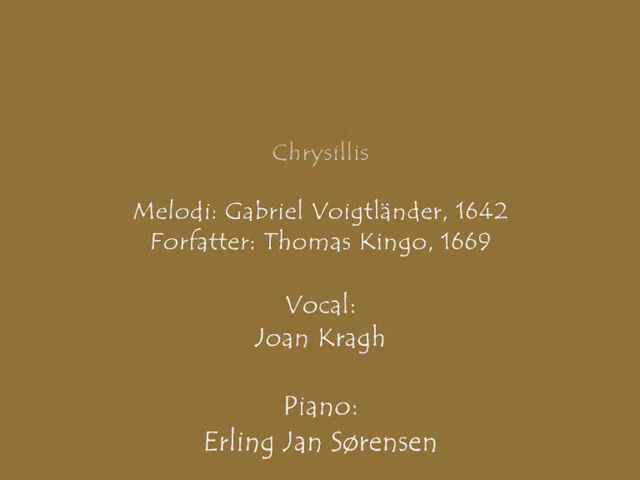 Chrysillis
Melodi: Gabriel Voigtländer, 1642
Forfatter: Thomas Kingo, 1669
Vocal:
Joan Kragh
Piano:
Erling Jan Sørensen